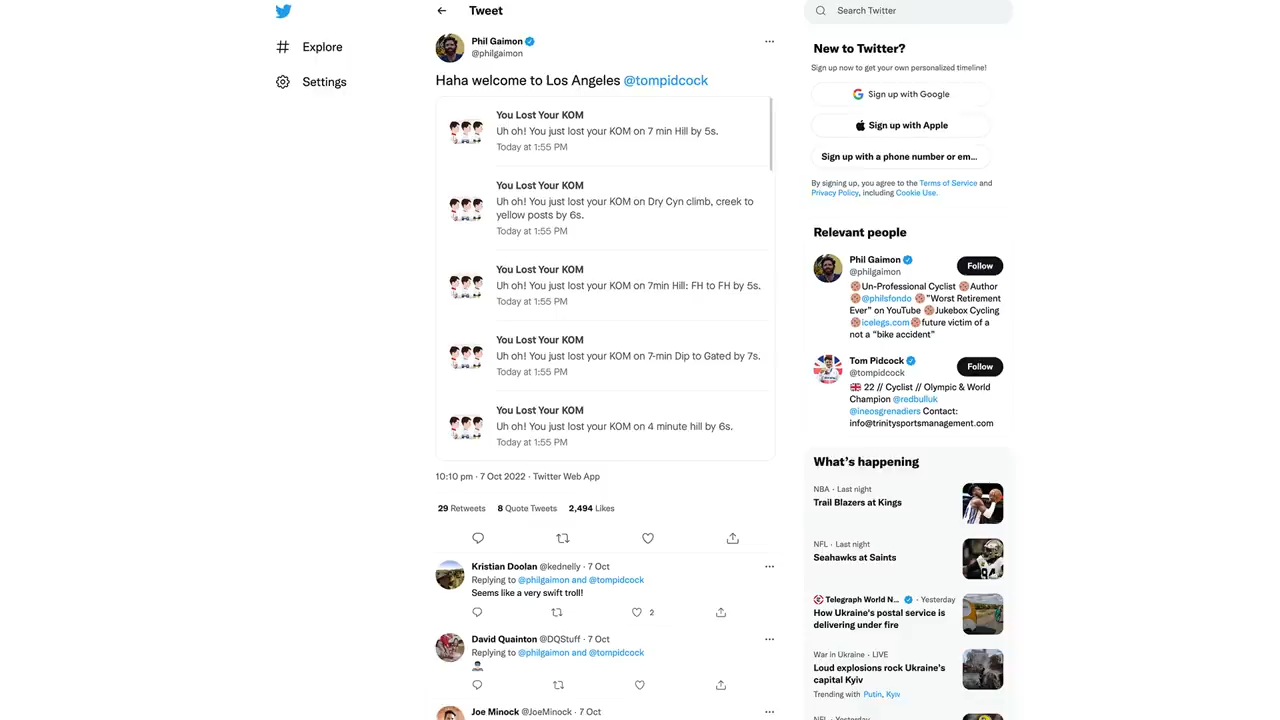 Explore
Settings
Tweet
Phil Gaimon
@philgaimon
Haha welcome to Los Angeles @tompidcock
You Lost Your KOM
Uh oh! You just lost your KOM on 7 min Hill by 5s.
Today at 1:55 PM
You Lost Your KOM
Uh oh! You just lost your KOM on Dry Cyn climb, creek to
yellow posts by 6s.
Today at 1:55 PM
You Lost Your KOM
Uh oh! You just lost your KOM on 7min Hill: FH to FH by 5s.
Today at 1:55 PM
You Lost Your KOM
Uh oh! You just lost your KOM on 7-min Dip to Gated by 7s.
Today at 1:55 PM
You Lost Your KOM
Uh oh! You just lost your KOM on 4 minute hill by 6s.
Today at 1:55 PM
10:10 pm · 7 Oct 2022 · Twitter Web App
29 Retweets 8 Quote Tweets 2,494 Likes
Kristian Doolan @kednelly · 7 Oct
Replying to @philgaimon and @tompidcock
Seems like a very swift troll!
2
David Quainton @DQStuff · 7 Oct
Replying to @philgaimon and @tompidcock
Joe Minock @JoeMinock · 7 Oct
Search Twitter
New to Twitter?
Sign up now to get your own personalized timeline!
Sign up with Google
Sign up with Apple
Sign up with a phone number or em...
By signing up, you agree to the Terms of Service and
Privacy Policy, including Cookie Use.
Relevant people
Phil Gaimon
@philgaimon
Follow
Un-Professional Cyclist Author
@philsfondo "Worst Retirement
Ever" on YouTube Jukebox Cycling
icelegs.com future victim of a
not a "bike accident"
Tom Pidcock
@tompidcock
Follow
22 // Cyclist // Olympic & World
Champion @redbulluk
@ineosgrenadiers Contact:
info@trinitysportsmanagement.com
What's happening
NBA · Last night
Trail Blazers at Kings
NFL · Last night
Seahawks at Saints
Telegraph World N... · Yesterday
How Ukraine's postal service is
delivering under fire
War in Ukraine · LIVE
Loud explosions rock Ukraine's
capital Kyiv
Trending with Putin, Kyiv
NFL · Yesterday